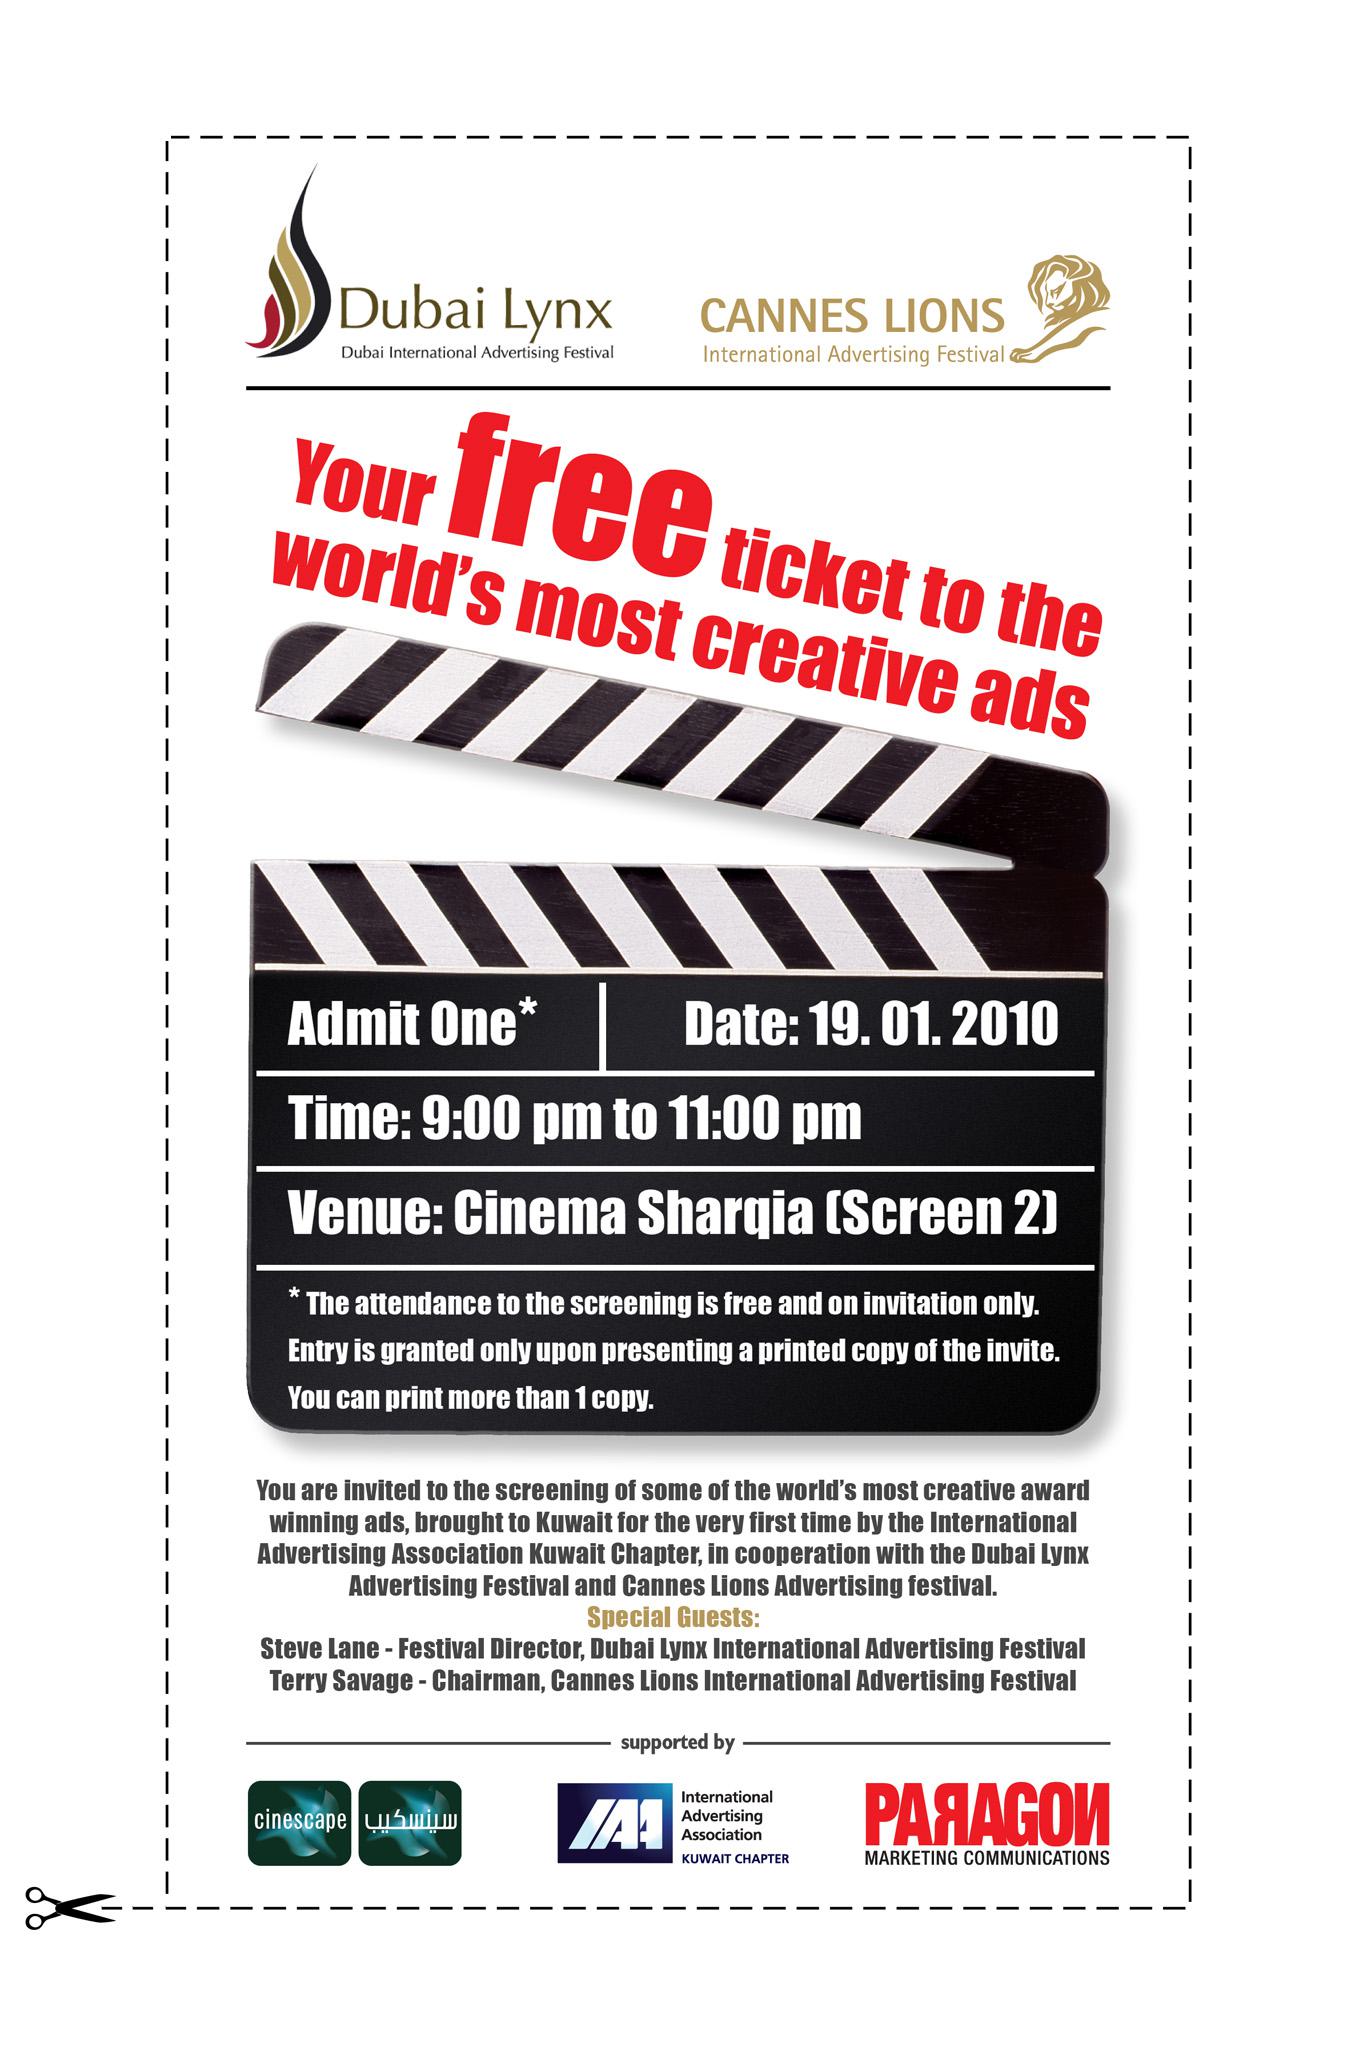 Dubai Lynx
Dubai International Advertising Festival
CANNES LIONS
International Advertising Festival
Your free ticket to the
world's most creative ads
Admit One*
Date: 19. 01. 2010
Time: 9:00 pm to 11:00 pm
Venue: Cinema Sharqia (Screen 2)
* The attendance to the screening is free and on invitation only.
Entry is granted only upon presenting a printed copy of the invite.
You can print more than 1 copy.
You are invited to the screening of some of the world's most creative award
winning ads, brought to Kuwait for the very first time by the International
Advertising Association Kuwait Chapter, in cooperation with the Dubai Lynx
Advertising Festival and Cannes Lions Advertising festival.
Special Guests:
Steve Lane - Festival Director, Dubai Lynx International Advertising Festival
Terry Savage - Chairman, Cannes Lions International Advertising Festival
supported by
cinescape
سينسكيب
IAA
International
Advertising
Association
KUWAIT CHAPTER
PARAGON
MARKETING COMMUNICATIONS